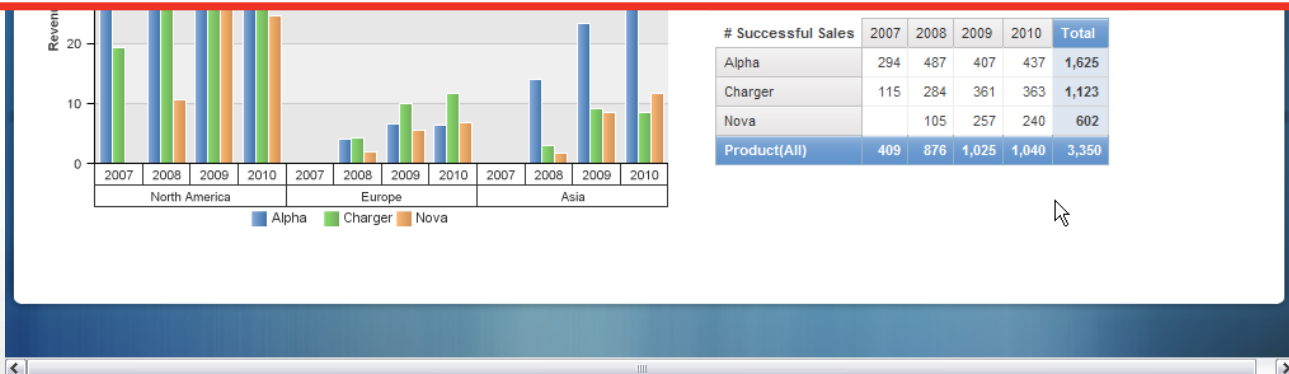 Revenu
20
10
0
2007 2008 2009 2010 2007 2008 2009 2010 2007 2008 2009 2010
North America Europe Asia
Alpha Charger Nova
# Successful Sales 2007 2008 2009 2010 Total
Alpha 294 487 407 437 1,625
Charger 115 284 361 363 1,123
Nova 105 257 240 602
Product(All) 409 876 1,025 1,040 3,350